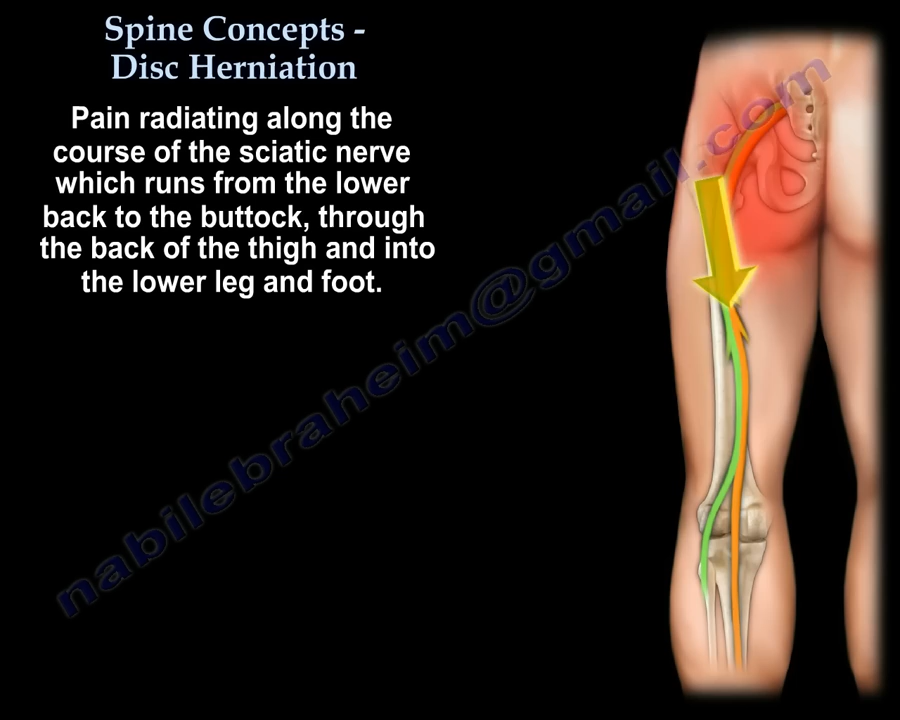 Spine Concepts -
Disc Herniation
Pain radiating along the
course of the sciatic nerve
which runs from the lower
back to the buttock, through
the back of the thigh and into
the lower leg and foot.
nabilebraheim@gmail.com